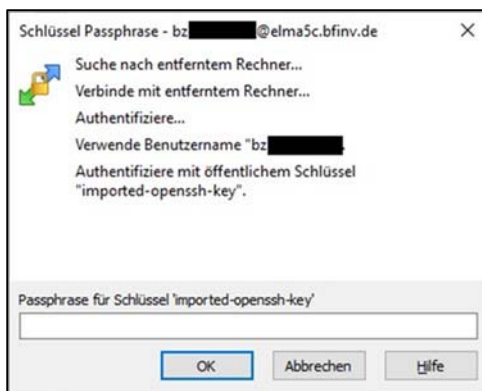 Schlüssel Passphrase - bz @elma5c.bfinv.de
Suche nach entferntem Rechner...
Verbinde mit entferntem Rechner...
Authentifiziere...
Verwende Benutzername "bz .
Authentifiziere mit öffentlichem Schlüssel
"imported-openssh-key".
Passphrase für Schlüssel 'imported-openssh-key'
OK Abbrechen Hilfe